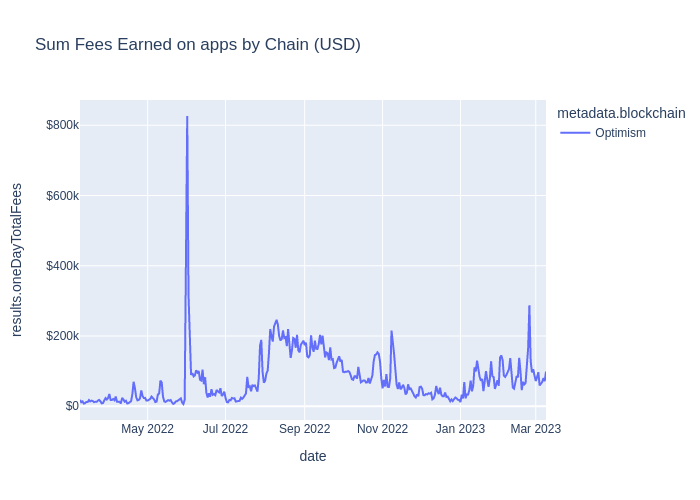 Sum Fees Earned on apps by Chain (USD)
metadata.blockchain
Optimism
results.oneDayTotalFees
$800k
$600k
$400k
$200k
$0
May 2022
Jul 2022
Sep 2022
Nov 2022
Jan 2023
Mar 2023
date